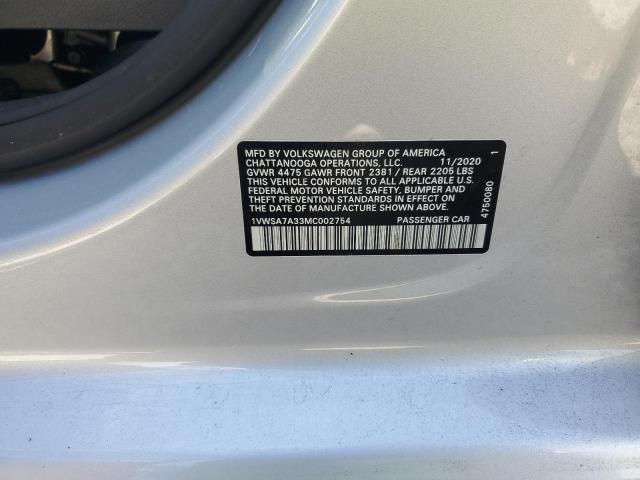 MFD BY VOLKSWAGEN GROUP OF AMERICA
CHATTANOOGA OPERATIONS, LLC. 11/2020
GVWR 4475 GAWR FRONT 2381 / REAR 2205 LBS
THIS VEHICLE CONFORMS TO ALL APPLICABLE U.S.
FEDERAL MOTOR VEHICLE SAFETY, BUMPER AND
THEFT PREVENTION STANDARDS IN EFFECT ON
THE DATE OF MANUFACTURE SHOWN ABOVE.
1VWSA7A33MC002754 PASSENGER CAR
4750080 1